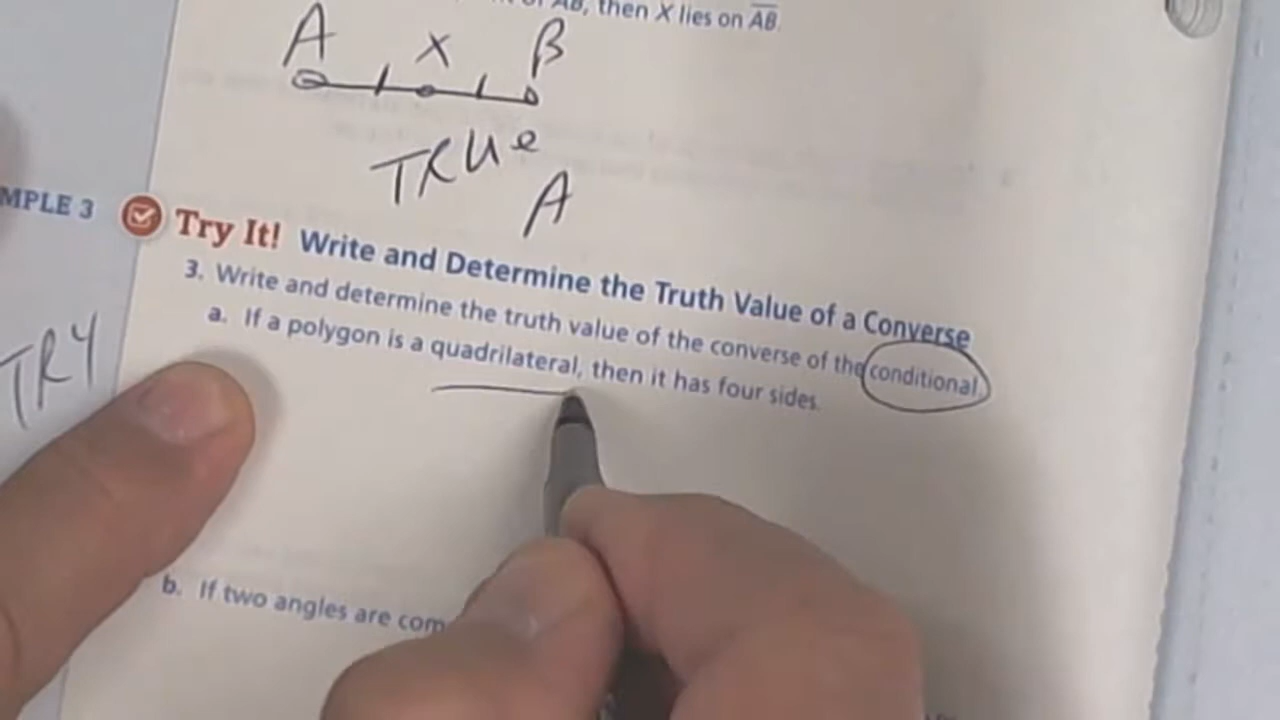 AB, then X lies on AB.
A X B
TRUe
A
MPLE 3
Try It! Write and Determine the Truth Value of a Converse
3. Write and determine the truth value of the converse of the conditional.
a. If a polygon is a quadrilateral, then it has four sides.
TRY
b. If two angles are com